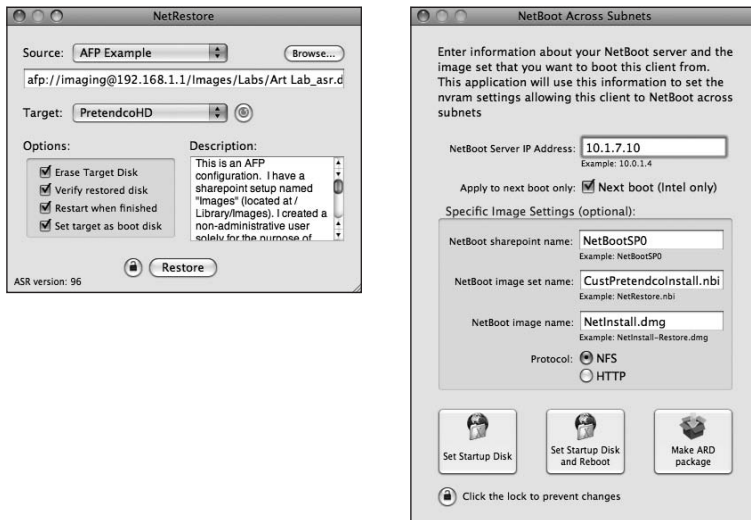 NetRestore
Source: AFP Example Browse...
afp://imaging@192.168.1.1/Images/Labs/Art Lab_asr.d
Target: PretendcoHD
Options:
Erase Target Disk
Verify restored disk
Restart when finished
Set target as boot disk
Description:
This is an AFP
configuration. I have a
sharepoint setup named
"Images" (located at /
Library/Images). I created a
non-administrative user
solely for the purpose of
Restore
ASR version: 96
NetBoot Across Subnets
Enter information about your NetBoot server and the
image set that you want to boot this client from.
This application will use this information to set the
nvram settings allowing this client to NetBoot across
subnets
NetBoot Server IP Address: 10.1.7.10
Example: 10.0.1.4
Apply to next boot only: Next boot (Intel only)
Specific Image Settings (optional):
NetBoot sharepoint name: NetBootSP0
Example: NetBootSP0
NetBoot image set name: CustPretendcoInstall.nbi
Example: NetRestore.nbi
NetBoot image name: NetInstall.dmg
Example: NetInstall-Restore.dmg
Protocol: NFS
HTTP
Set Startup Disk
Set Startup Disk
and Reboot
Make ARD
package
Click the lock to prevent changes